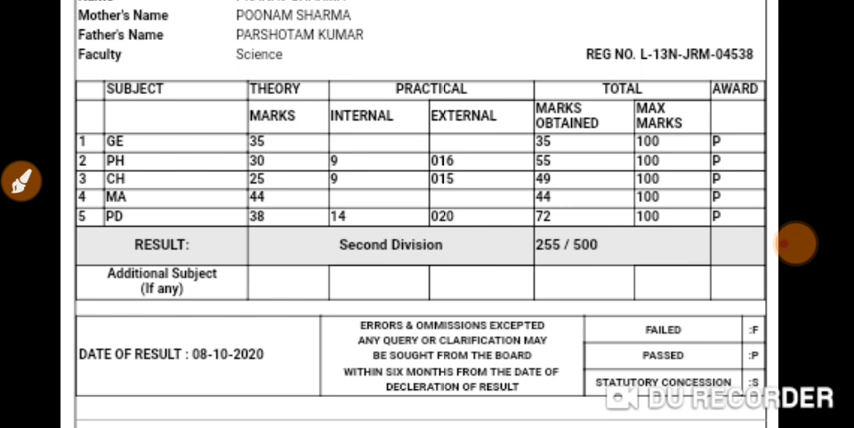 Mother's Name POONAM SHARMA
Father's Name PARSHOTAM KUMAR
Faculty Science REG NO. L-13N-JRM-04538
SUBJECT THEORY PRACTICAL TOTAL AWARD
MARKS INTERNAL EXTERNAL MARKS OBTAINED MAX MARKS
1 GE 35 35 100 P
2 PH 30 9 016 55 100 P
3 CH 25 9 015 49 100 P
4 MA 44 44 100 P
5 PD 38 14 020 72 100 P
RESULT: Second Division 255 / 500
Additional Subject
(If any)
ERRORS & OMMISSIONS EXCEPTED
ANY QUERY OR CLARIFICATION MAY
BE SOUGHT FROM THE BOARD
WITHIN SIX MONTHS FROM THE DATE OF
DECLERATION OF RESULT
DATE OF RESULT : 08-10-2020
FAILED :F
PASSED :P
STATUTORY CONCESSION :S
DU RECORDER